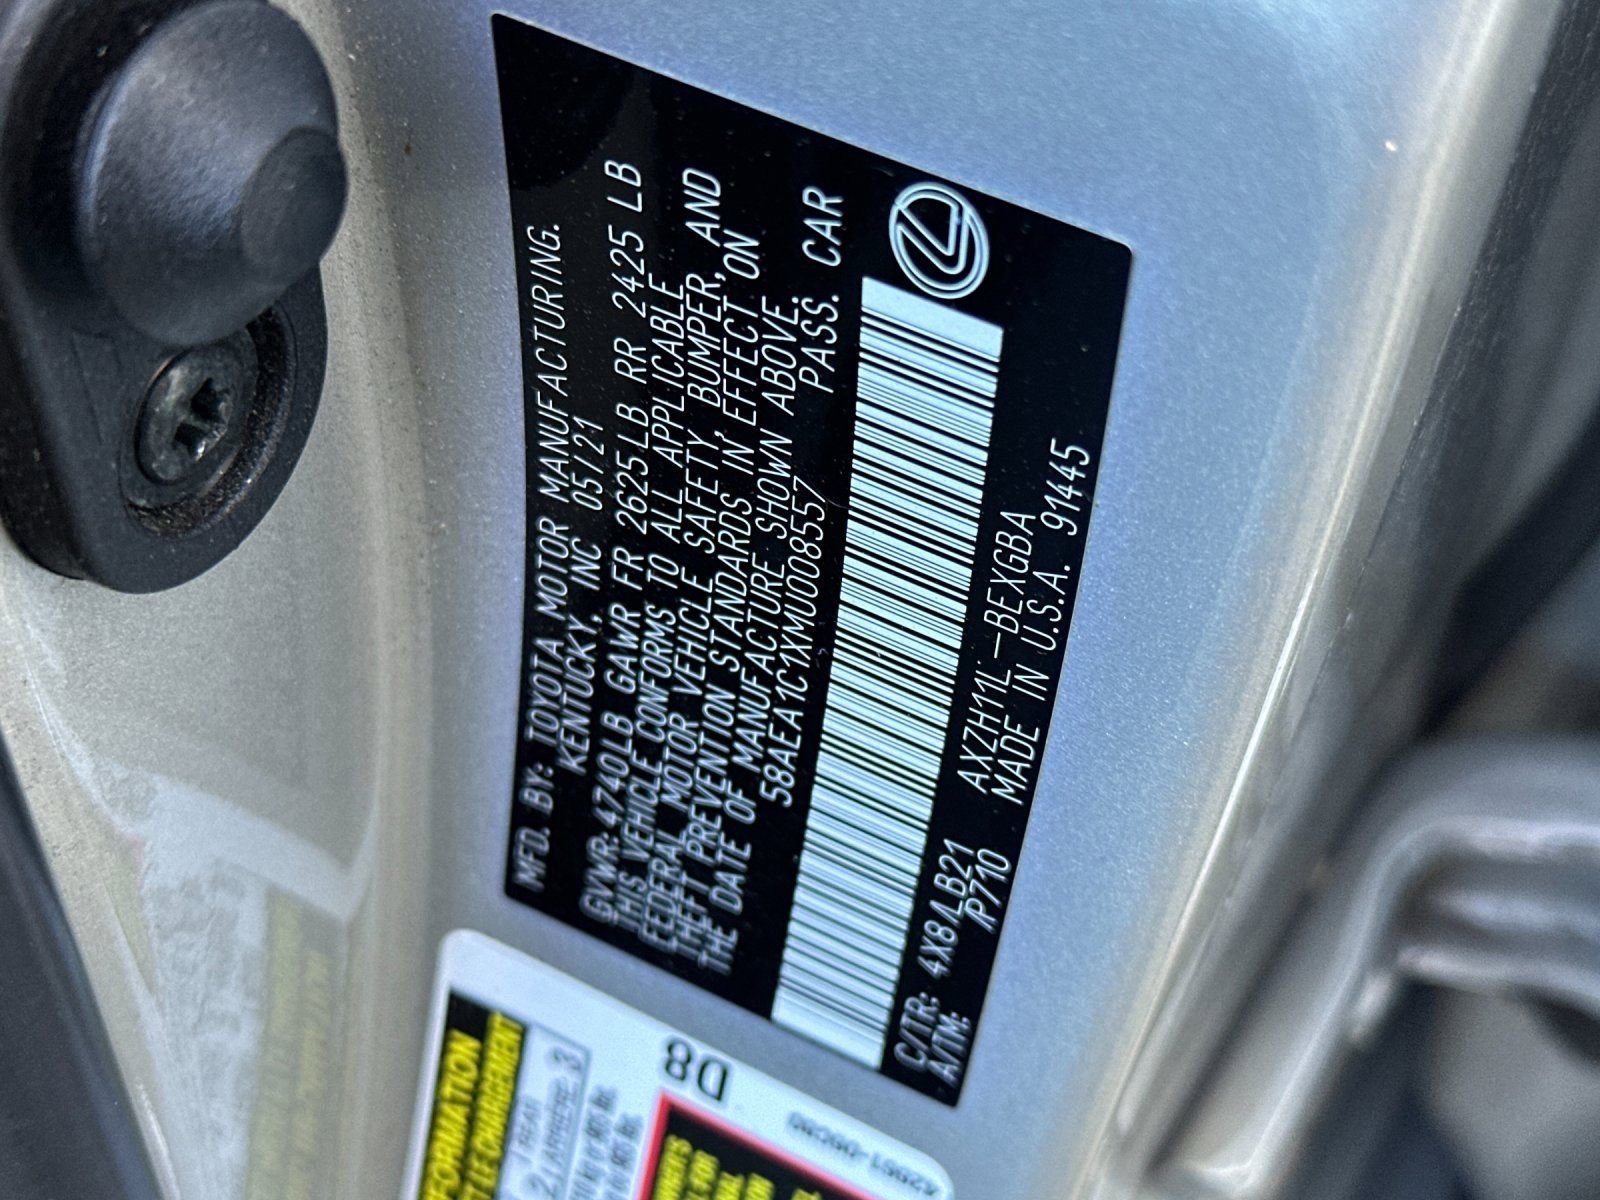 MFD. BY: TOYOTA MOTOR MANUFACTURING.
KENTUCKY, INC 05/21
GVWR: 4740LB GAWR FR 2625LB RR 2425 LB
THIS VEHICLE CONFORMS TO ALL APPLICABLE
FEDERAL MOTOR VEHICLE SAFETY, BUMPER, AND
THEFT PREVENTION STANDARDS IN EFFECT ON
THE DATE OF MANUFACTURE SHOWN ABOVE.
58AEA1C1XMU008557 PASS. CAR
C/TR: 4X8/LB21 AXZH11L-BEXGBA
A/TM: /P710 MADE IN U.S.A. 91445
D8